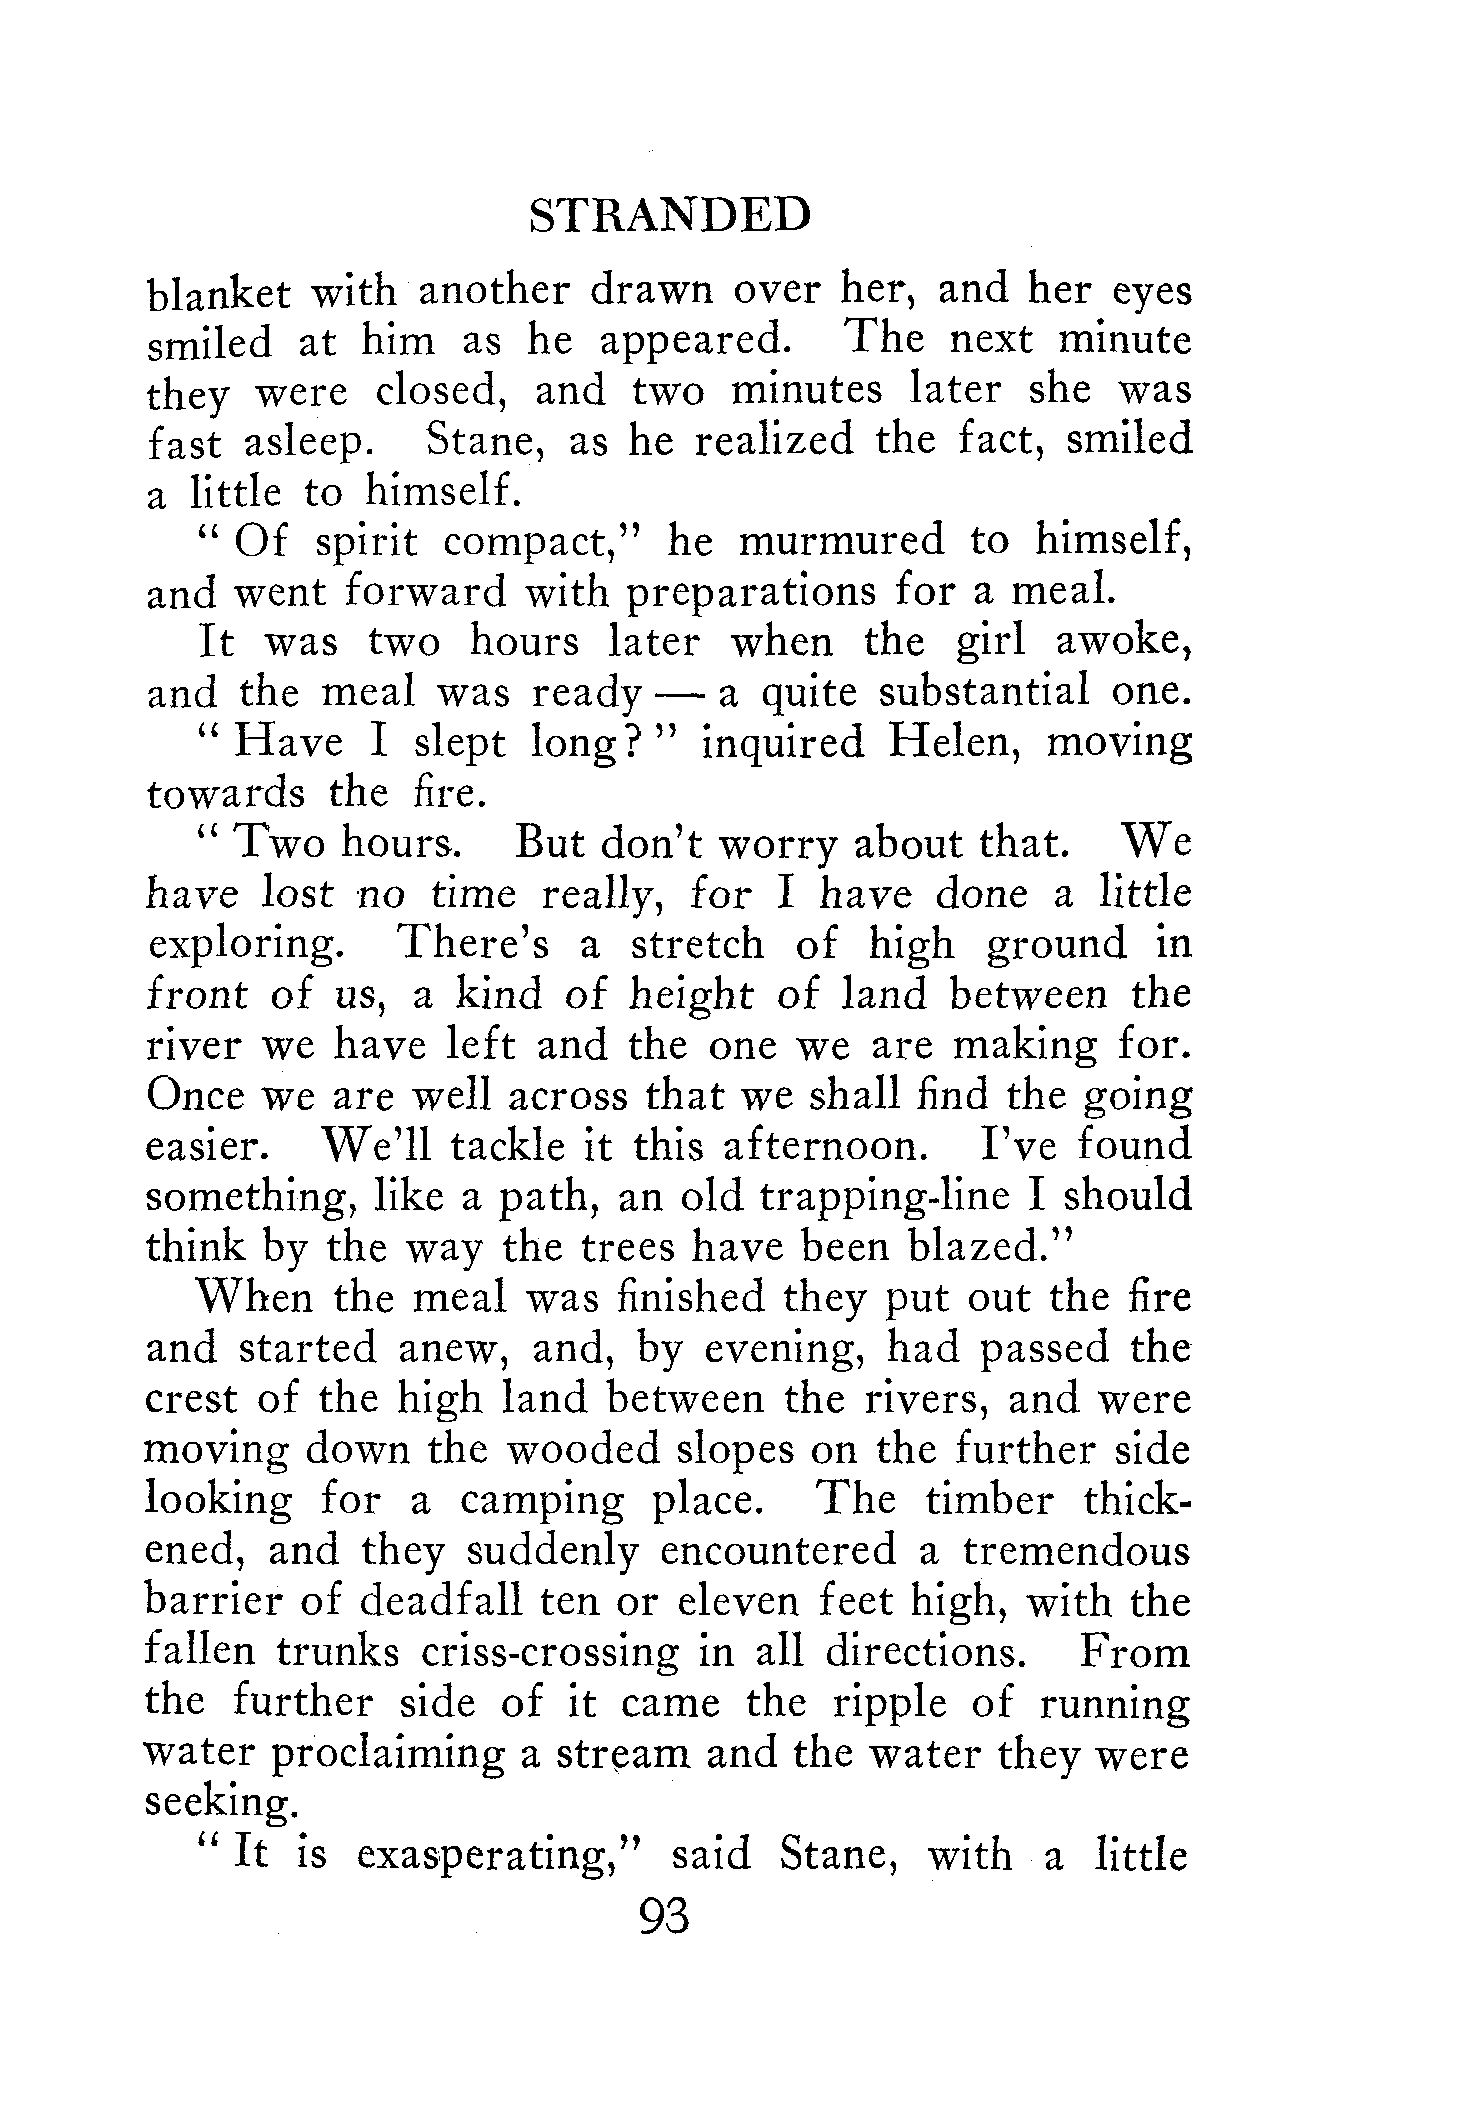 STRANDED
blanket with another drawn over her, and her eyes
smiled at him as he appeared. The next minute
they were closed, and two minutes later she was
fast asleep. Stane, as he realized the fact, smiled
a little to himself.
“ Of spirit compact,” he murmured to himself,
and went forward with preparations for a meal.
It was two hours later when the girl awoke,
and the meal was ready — a quite substantial one.
“ Have I slept long? ” inquired Helen, moving
towards the fire.
“ Two hours. But don’t worry about that. We
have lost no time really, for I have done a little
exploring. There’s a stretch of high ground in
front of us, a kind of height of land between the
river we have left and the one we are making for.
Once we are well across that we shall find the going
easier. We’ll tackle it this afternoon. I’ve found
something, like a path, an old trapping-line I should
think by the way the trees have been blazed.”
When the meal was finished they put out the fire
and started anew, and, by evening, had passed the
crest of the high land between the rivers, and were
moving down the wooded slopes on the further side
looking for a camping place. The timber thick-
ened, and they suddenly encountered a tremendous
barrier of deadfall ten or eleven feet high, with the
fallen trunks criss-crossing in all directions. From
the further side of it came the ripple of running
water proclaiming a stream and the water they were
seeking.
“ It is exasperating,” said Stane, with a little
93